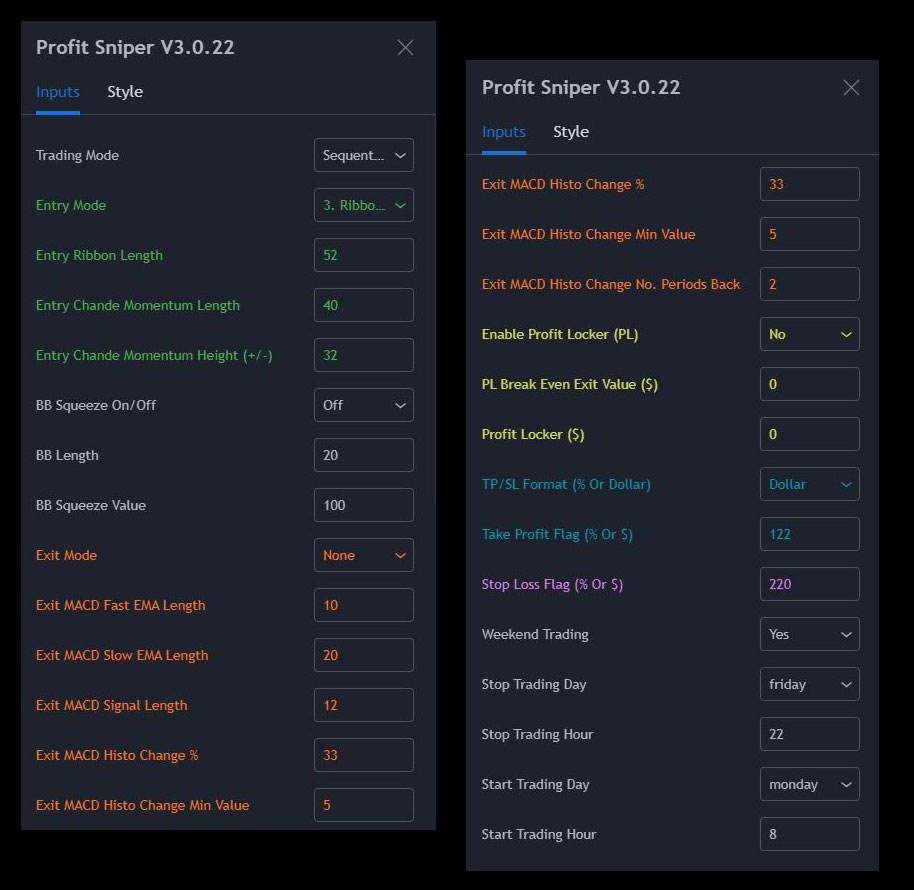 Profit Sniper V3.0.22
Inputs Style
Trading Mode Sequent...
Entry Mode 3. Ribbo...
Entry Ribbon Length 52
Entry Chande Momentum Length 40
Entry Chande Momentum Height (+/-) 32
BB Squeeze On/Off Off
BB Length 20
BB Squeeze Value 100
Exit Mode None
Exit MACD Fast EMA Length 10
Exit MACD Slow EMA Length 20
Exit MACD Signal Length 12
Exit MACD Histo Change % 33
Exit MACD Histo Change Min Value 5
Profit Sniper V3.0.22
Inputs Style
Exit MACD Histo Change % 33
Exit MACD Histo Change Min Value 5
Exit MACD Histo Change No. Periods Back 2
Enable Profit Locker (PL) No
PL Break Even Exit Value ($) 0
Profit Locker ($) 0
TP/SL Format (% Or Dollar) Dollar
Take Profit Flag (% Or $) 122
Stop Loss Flag (% Or $) 220
Weekend Trading Yes
Stop Trading Day friday
Stop Trading Hour 22
Start Trading Day monday
Start Trading Hour 8